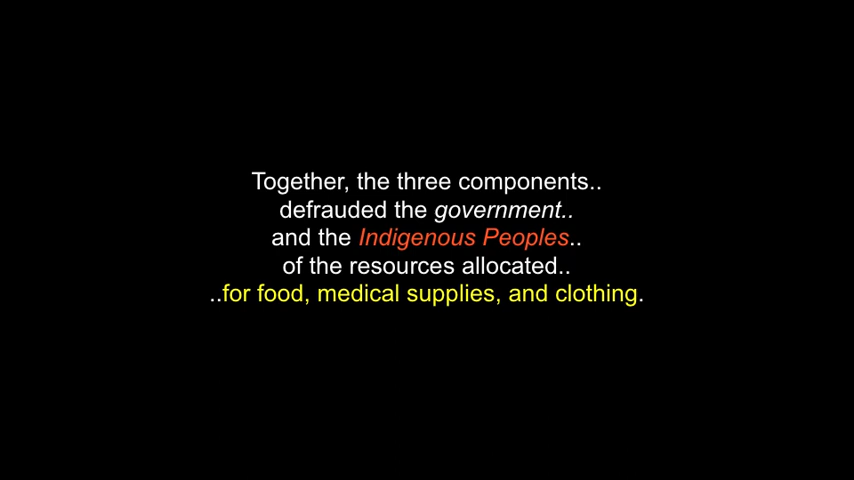 Together, the three components..
defrauded the government..
and the Indigenous Peoples..
of the resources allocated..
..for food, medical supplies, and clothing.